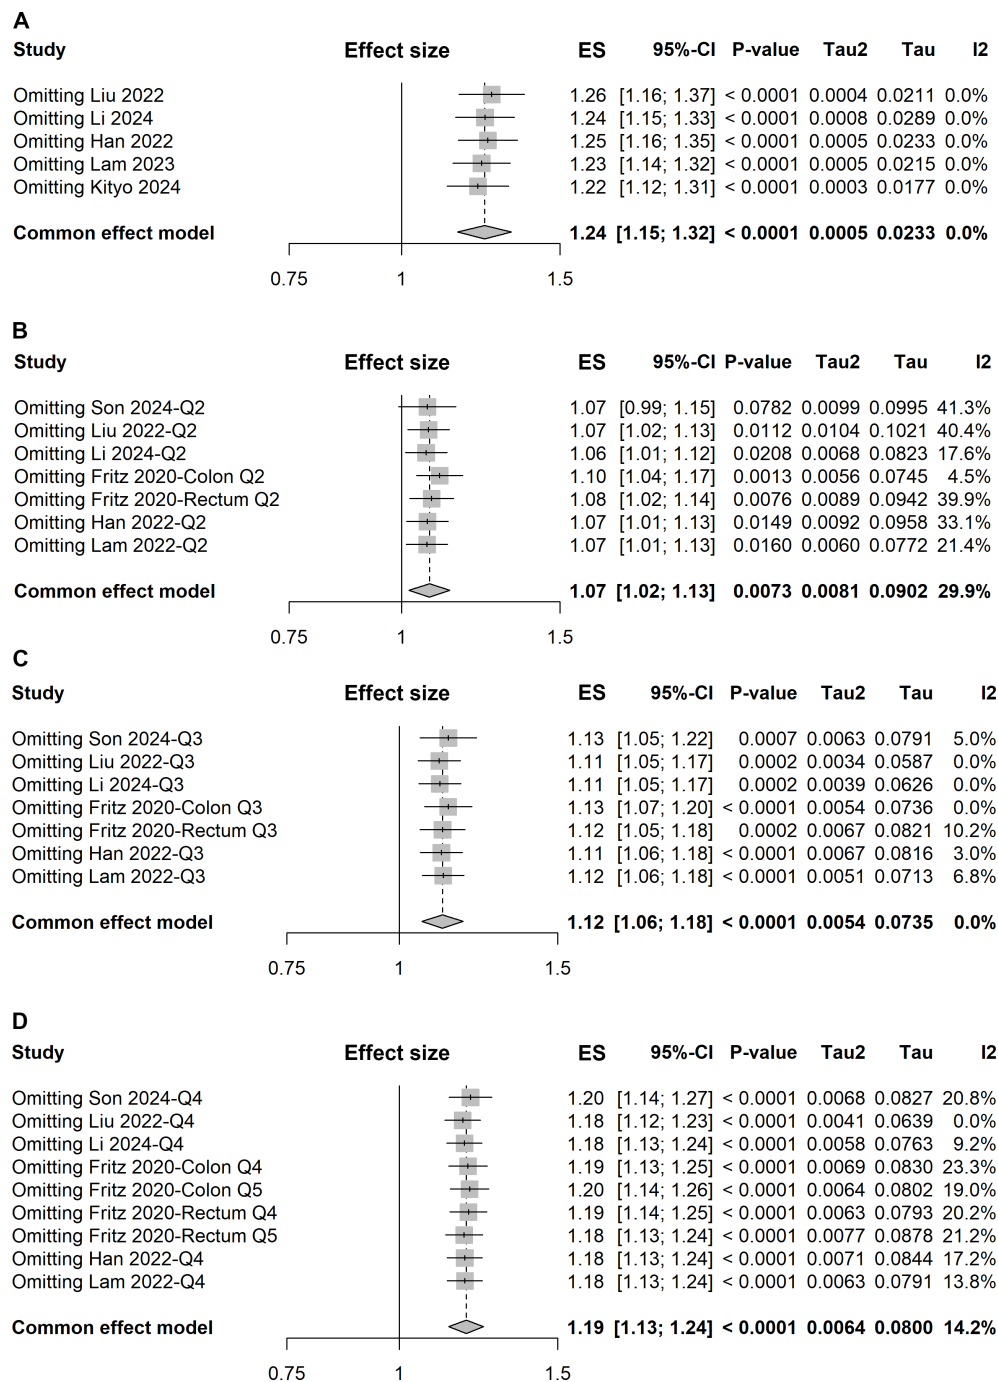 A
Study Effect size ES 95%-CI P-value Tau2 Tau I2
Omitting Liu 2022 1.26 [1.16; 1.37] < 0.0001 0.0004 0.0211 0.0%
Omitting Li 2024 1.24 [1.15; 1.33] < 0.0001 0.0008 0.0289 0.0%
Omitting Han 2022 1.25 [1.16; 1.35] < 0.0001 0.0005 0.0233 0.0%
Omitting Lam 2023 1.23 [1.14; 1.32] < 0.0001 0.0005 0.0215 0.0%
Omitting Kityo 2024 1.22 [1.12; 1.31] < 0.0001 0.0003 0.0177 0.0%
Common effect model 1.24 [1.15; 1.32] < 0.0001 0.0005 0.0233 0.0%
0.75 1 1.5
B
Study Effect size ES 95%-CI P-value Tau2 Tau I2
Omitting Son 2024-Q2 1.07 [0.99; 1.15] 0.0782 0.0099 0.0995 41.3%
Omitting Liu 2022-Q2 1.07 [1.02; 1.13] 0.0112 0.0104 0.1021 40.4%
Omitting Li 2024-Q2 1.06 [1.01; 1.12] 0.0208 0.0068 0.0823 17.6%
Omitting Fritz 2020-Colon Q2 1.10 [1.04; 1.17] 0.0013 0.0056 0.0745 4.5%
Omitting Fritz 2020-Rectum Q2 1.08 [1.02; 1.14] 0.0076 0.0089 0.0942 39.9%
Omitting Han 2022-Q2 1.07 [1.01; 1.13] 0.0149 0.0092 0.0958 33.1%
Omitting Lam 2022-Q2 1.07 [1.01; 1.13] 0.0160 0.0060 0.0772 21.4%
Common effect model 1.07 [1.02; 1.13] 0.0073 0.0081 0.0902 29.9%
0.75 1 1.5
C
Study Effect size ES 95%-CI P-value Tau2 Tau I2
Omitting Son 2024-Q3 1.13 [1.05; 1.22] 0.0007 0.0063 0.0791 5.0%
Omitting Liu 2022-Q3 1.11 [1.05; 1.17] 0.0002 0.0034 0.0587 0.0%
Omitting Li 2024-Q3 1.11 [1.05; 1.17] 0.0002 0.0039 0.0626 0.0%
Omitting Fritz 2020-Colon Q3 1.13 [1.07; 1.20] < 0.0001 0.0054 0.0736 0.0%
Omitting Fritz 2020-Rectum Q3 1.12 [1.05; 1.18] 0.0002 0.0067 0.0821 10.2%
Omitting Han 2022-Q3 1.11 [1.06; 1.18] < 0.0001 0.0067 0.0816 3.0%
Omitting Lam 2022-Q3 1.12 [1.06; 1.18] < 0.0001 0.0051 0.0713 6.8%
Common effect model 1.12 [1.06; 1.18] < 0.0001 0.0054 0.0735 0.0%
0.75 1 1.5
D
Study Effect size ES 95%-CI P-value Tau2 Tau I2
Omitting Son 2024-Q4 1.20 [1.14; 1.27] < 0.0001 0.0068 0.0827 20.8%
Omitting Liu 2022-Q4 1.18 [1.12; 1.23] < 0.0001 0.0041 0.0639 0.0%
Omitting Li 2024-Q4 1.18 [1.13; 1.24] < 0.0001 0.0058 0.0763 9.2%
Omitting Fritz 2020-Colon Q4 1.19 [1.13; 1.25] < 0.0001 0.0069 0.0830 23.3%
Omitting Fritz 2020-Colon Q5 1.20 [1.14; 1.26] < 0.0001 0.0064 0.0802 19.0%
Omitting Fritz 2020-Rectum Q4 1.19 [1.14; 1.25] < 0.0001 0.0063 0.0793 20.2%
Omitting Fritz 2020-Rectum Q5 1.18 [1.13; 1.24] < 0.0001 0.0077 0.0878 21.2%
Omitting Han 2022-Q4 1.18 [1.13; 1.24] < 0.0001 0.0071 0.0844 17.2%
Omitting Lam 2022-Q4 1.18 [1.13; 1.24] < 0.0001 0.0063 0.0791 13.8%
Common effect model 1.19 [1.13; 1.24] < 0.0001 0.0064 0.0800 14.2%
0.75 1 1.5